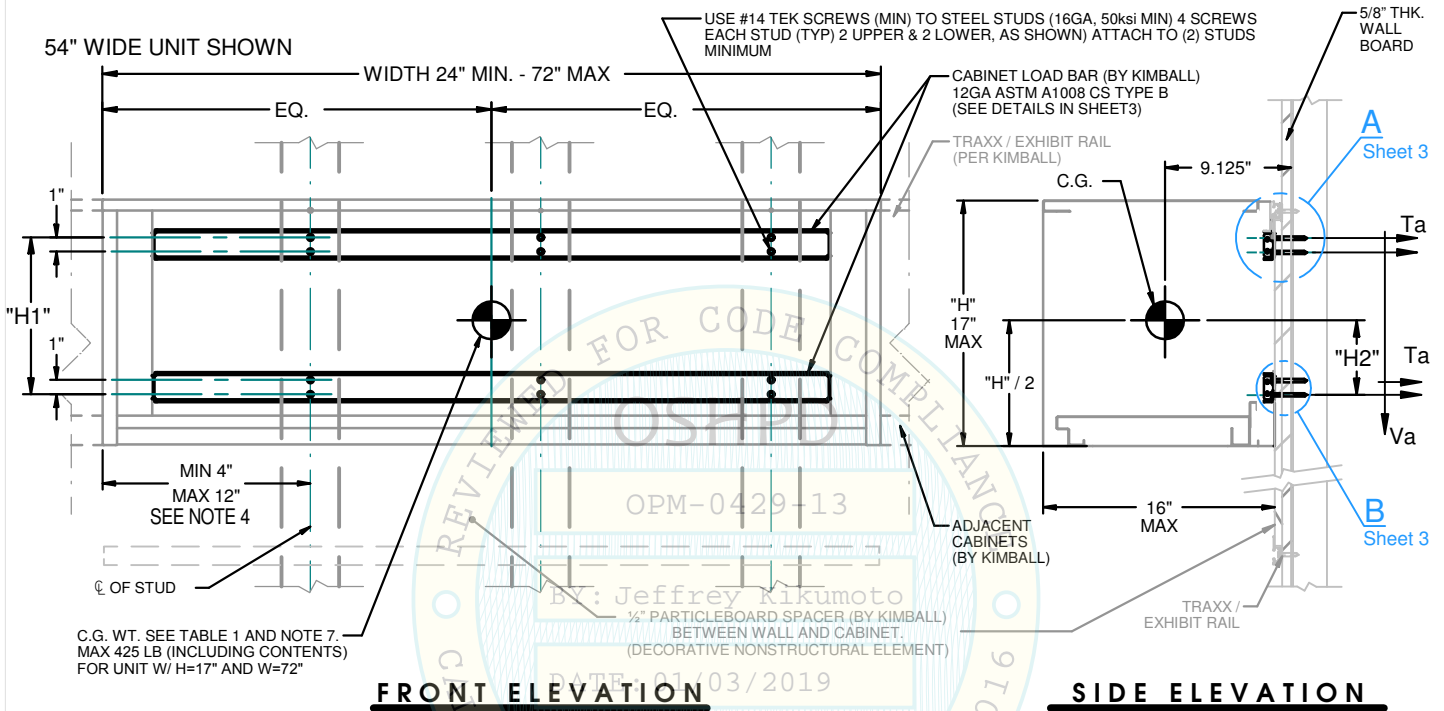 USE #14 TEK SCREWS (MIN) TO STEEL STUDS (16GA, 50ksi MIN) 4 SCREWS
EACH STUD (TYP) 2 UPPER & 2 LOWER, AS SHOWN) ATTACH TO (2) STUDS
MINIMUM
5/8" THK.
WALL
BOARD
54" WIDE UNIT SHOWN
WIDTH 24" MIN. - 72" MAX
CABINET LOAD BAR (BY KIMBALL)
12GA ASTM A1008 CS TYPE B
(SEE DETAILS IN SHEET3)
EQ.
EQ.
TRAXX / EXHIBIT RAIL
(PER KIMBALL)
A
Sheet 3
C.G.
9.125"
1"
Ta
"H1"
"H"
17"
MAX
"H2"
1"
"H" / 2
Ta
Va
REVIEWED FOR CODE COMPLIANC
OSHPD
MIN 4"
MAX 12"
SEE NOTE 4
OPM-0429-13
16"
MAX
B
Sheet 3
ADJACENT
CABINETS
(BY KIMBALL)
℄ OF STUD
BY: Jeffrey Kikumoto
½" PARTICLEBOARD SPACER (BY KIMBALL)
BETWEEN WALL AND CABINET.
(DECORATIVE NONSTRUCTURAL ELEMENT)
TRAXX /
EXHIBIT RAIL
C.G. WT. SEE TABLE 1 AND NOTE 7.
MAX 425 LB (INCLUDING CONTENTS)
FOR UNIT W/ H=17" AND W=72"
DATE: 01/03/2019
016
FRONT ELEVATION
SIDE ELEVATION